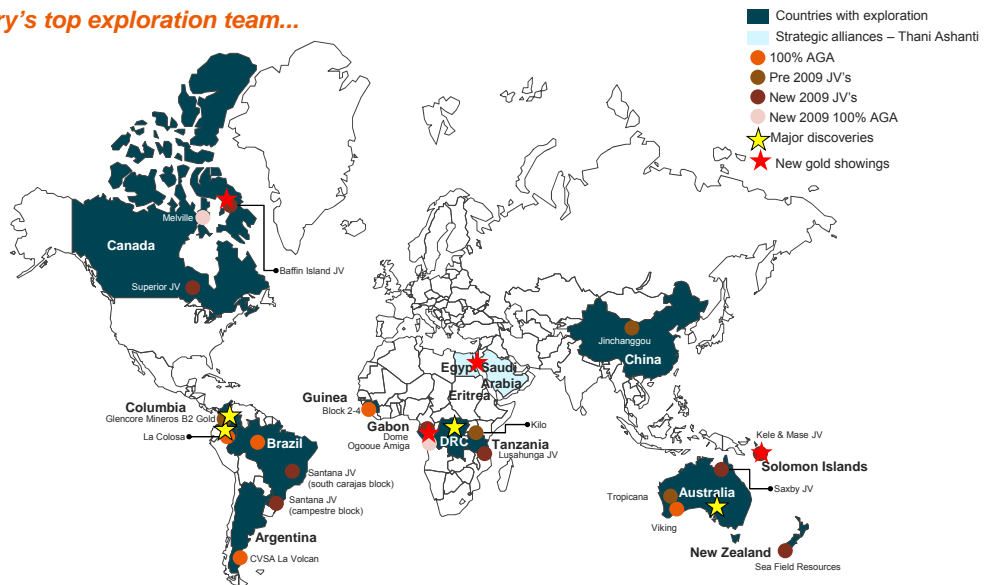 ry's top exploration team...
Countries with exploration
Strategic alliances – Thani Ashanti
100% AGA
Pre 2009 JV's
New 2009 JV's
New 2009 100% AGA
Major discoveries
New gold showings
Melville
Canada
Baffin Island JV
Superior JV
Jinchanggou
China
Egypt
Saudi
Arabia
Eritrea
Columbia
Glencore Mineros B2 Gold
La Colosa
Brazil
Santana JV
(south carajas block)
Santana JV
(campestre block)
Argentina
CVSA La Volcan
Guinea
Block 2-4
Gabon
Dome
Ogooue Amiga
DRC
Kilo
Tanzania
Lusahunga JV
Kele & Mase JV
Solomon Islands
Saxby JV
Tropicana
Australia
Viking
New Zealand
Sea Field Resources